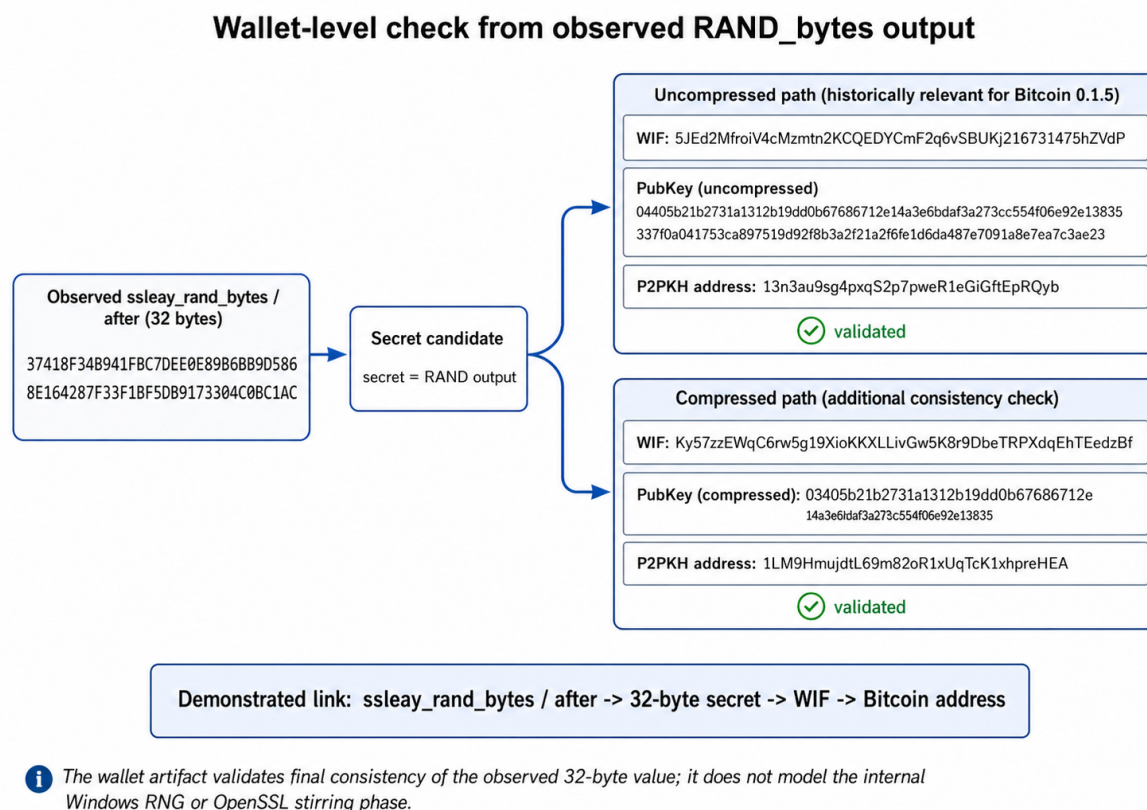 Wallet-level check from observed RAND_bytes output
Observed ssleay_rand_bytes /
after (32 bytes)
37418F34B941FBC7DEE0E89B6BB9D586
8E164287F33F1BF5DB9173304C0BC1AC
Secret candidate
secret = RAND output
Uncompressed path (historically relevant for Bitcoin 0.1.5)
WIF: 5JEd2MfroiV4cMzmtn2KCQEDYCmF2q6vSBUKj216731475hZVdP
PubKey (uncompressed)
04405b21b2731a1312b19dd0b67686712e14a3e6bdaf3a273cc554f06e92e13835
337f0a041753ca897519d92f8b3a2f21a2f6fe1d6da487e7091a8e7ea7c3ae23
P2PKH address: 13n3au9sg4pxqS2p7pweR1eGiGftEpRQyb
validated
Compressed path (additional consistency check)
WIF: Ky57zzEWqC6rw5g19XioKKXLLivGw5K8r9DbeTRPXdqEhTEedzBf
PubKey (compressed): 03405b21b2731a1312b19dd0b67686712e
14a3e6bdaf3a273c554f06e92e13835
P2PKH address: 1LM9HmujdtL69m82oR1xUqTcK1xhpreHEA
validated
Demonstrated link: ssleay_rand_bytes / after -> 32-byte secret -> WIF -> Bitcoin address
i
The wallet artifact validates final consistency of the observed 32-byte value; it does not model the internal
Windows RNG or OpenSSL stirring phase.